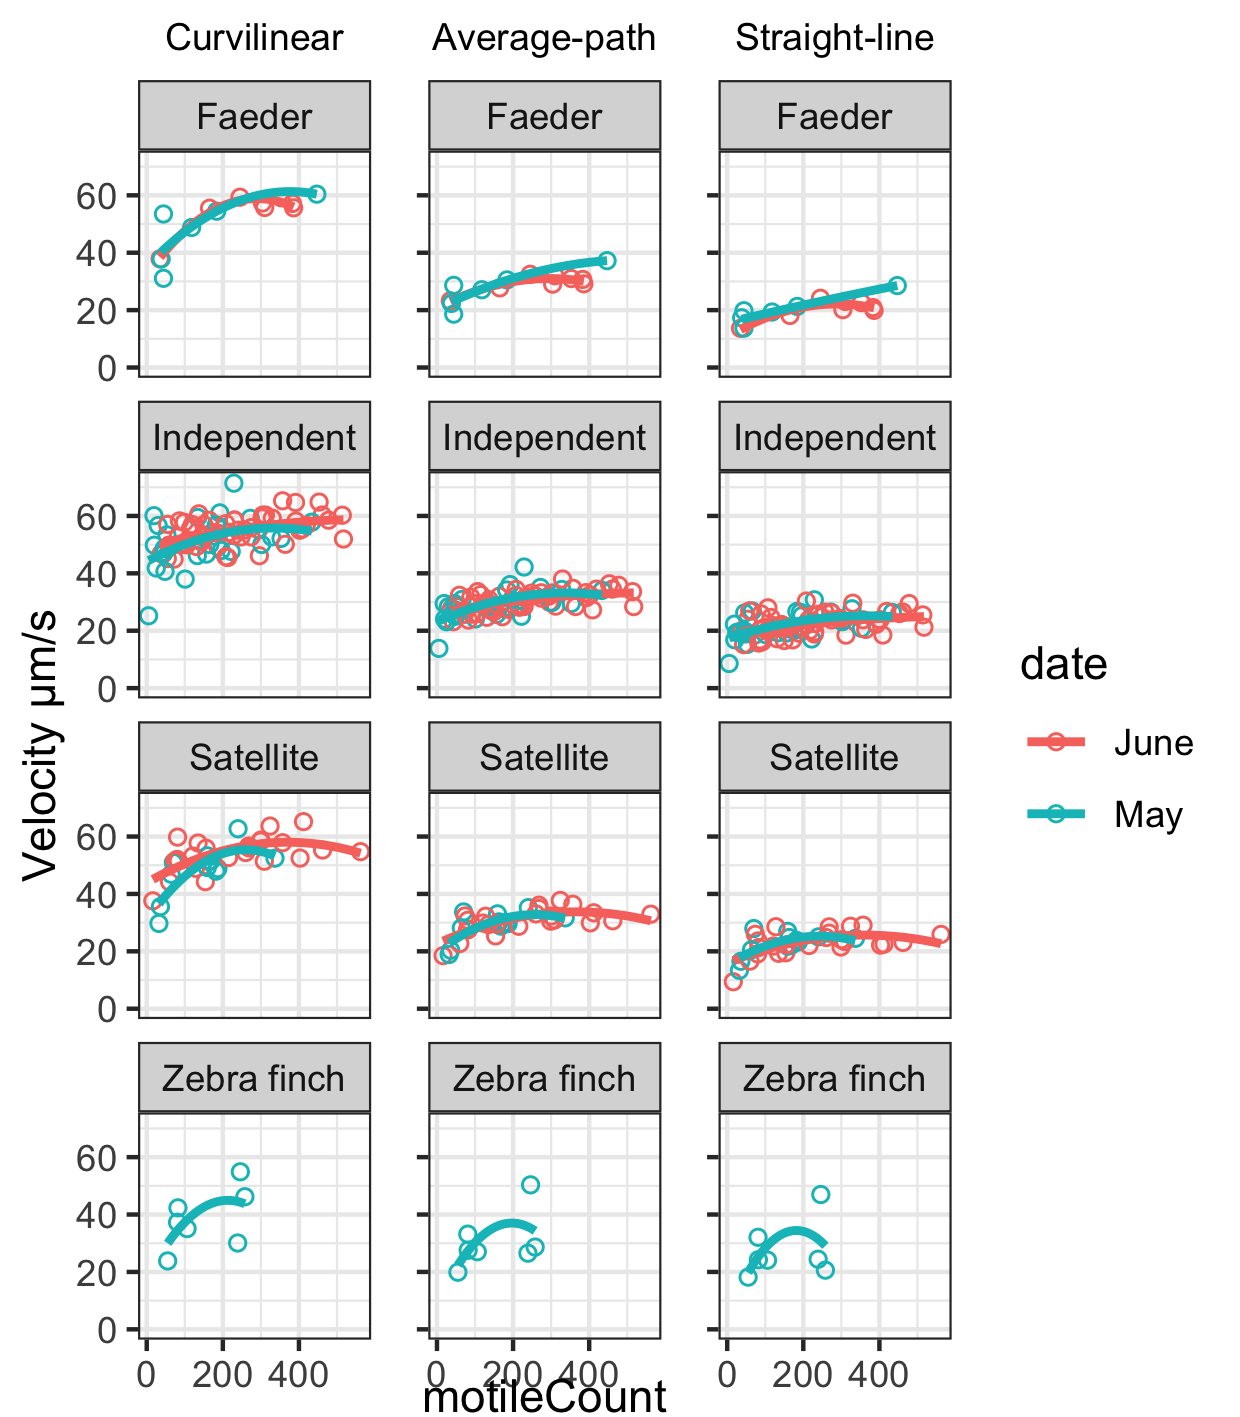 Curvilinear Average-path Straight-line
Faeder Faeder Faeder
60
40
20
0
Independent Independent Independent
60
40
20
0
Satellite Satellite Satellite
60
40
20
0
Zebra finch Zebra finch Zebra finch
60
40
20
0
0 200 400 0 200 400 0 200 400
motileCount
Velocity µm/s
date
June
May